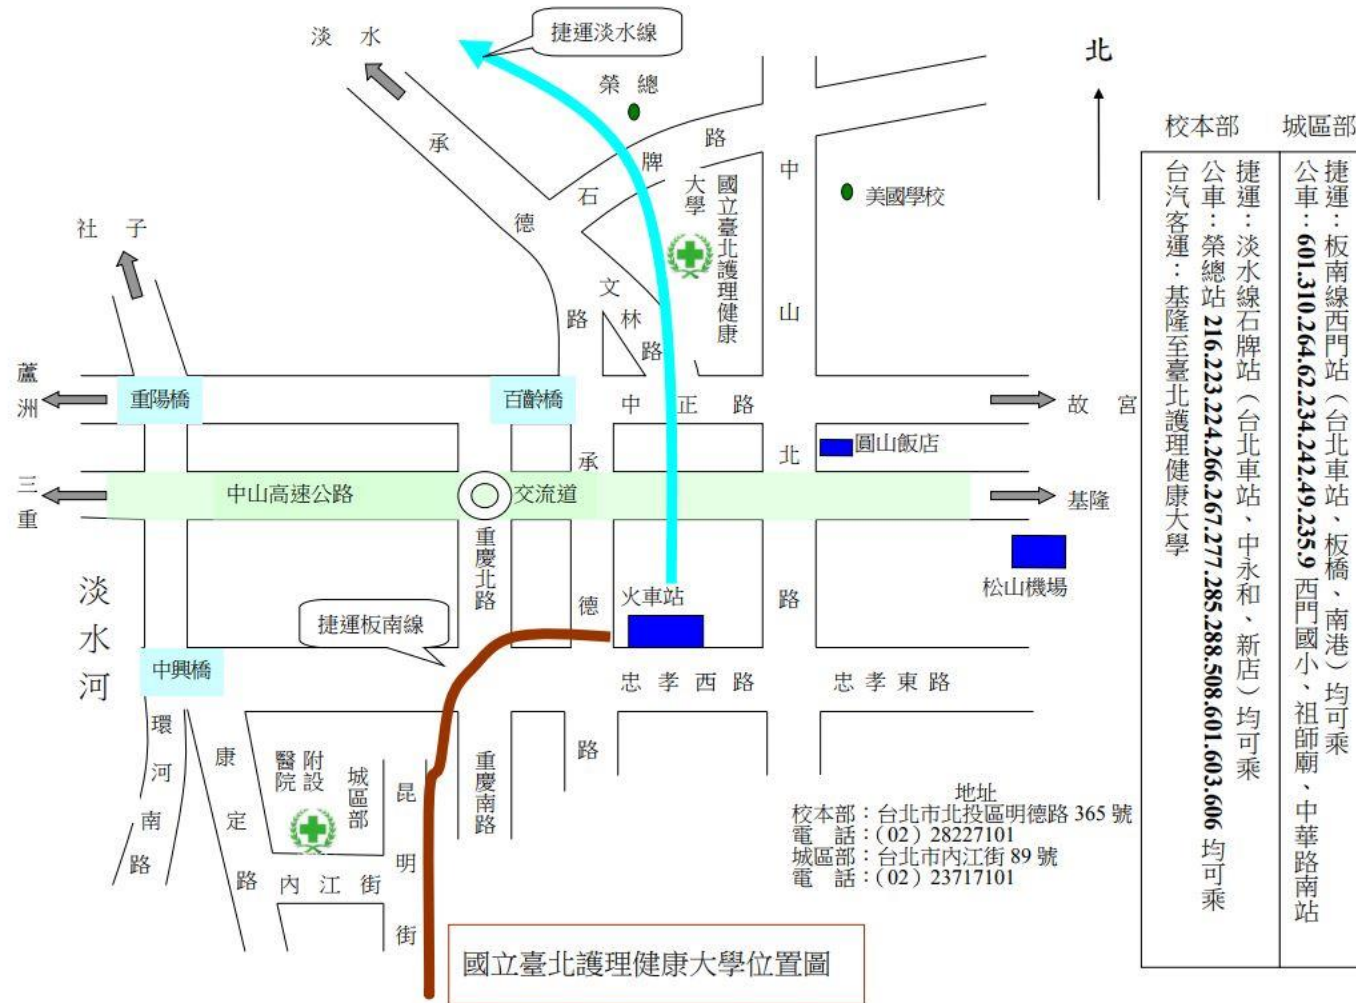 淡 水
捷運淡水線
榮 總
北
承德路
石牌路
國立臺北護理健康
大學
中山北路
美國學校
社 子
文林路
蘆洲
重陽橋
百齡橋
中 正 路
故 宮
圓山飯店
三重
中山高速公路
交流道
基隆
承德路
重慶北路
松山機場
火車站
淡水河
捷運板南線
中興橋
忠孝西路
忠孝東路
環河南路
康定路
附設
醫院
城區部
昆明街
重慶南路
內江街
地址
校本部：台北市北投區明德路 365 號
電 話：(02) 28227101
城區部：台北市內江街 89 號
電 話：(02) 23717101
國立臺北護理健康大學位置圖
城區部
捷運：板南線西門站（台北車站、板橋、南港）均可乘
公車：601.310.264.62.234.242.49.235.9 西門國小、祖師廟、中華路南站
校本部
捷運：淡水線石牌站（台北車站、中永和、新店）均可乘
公車：榮總站 216.223.224.266.267.277.285.288.508.601.603.606 均可乘
台汽客運：基隆至臺北護理健康大學